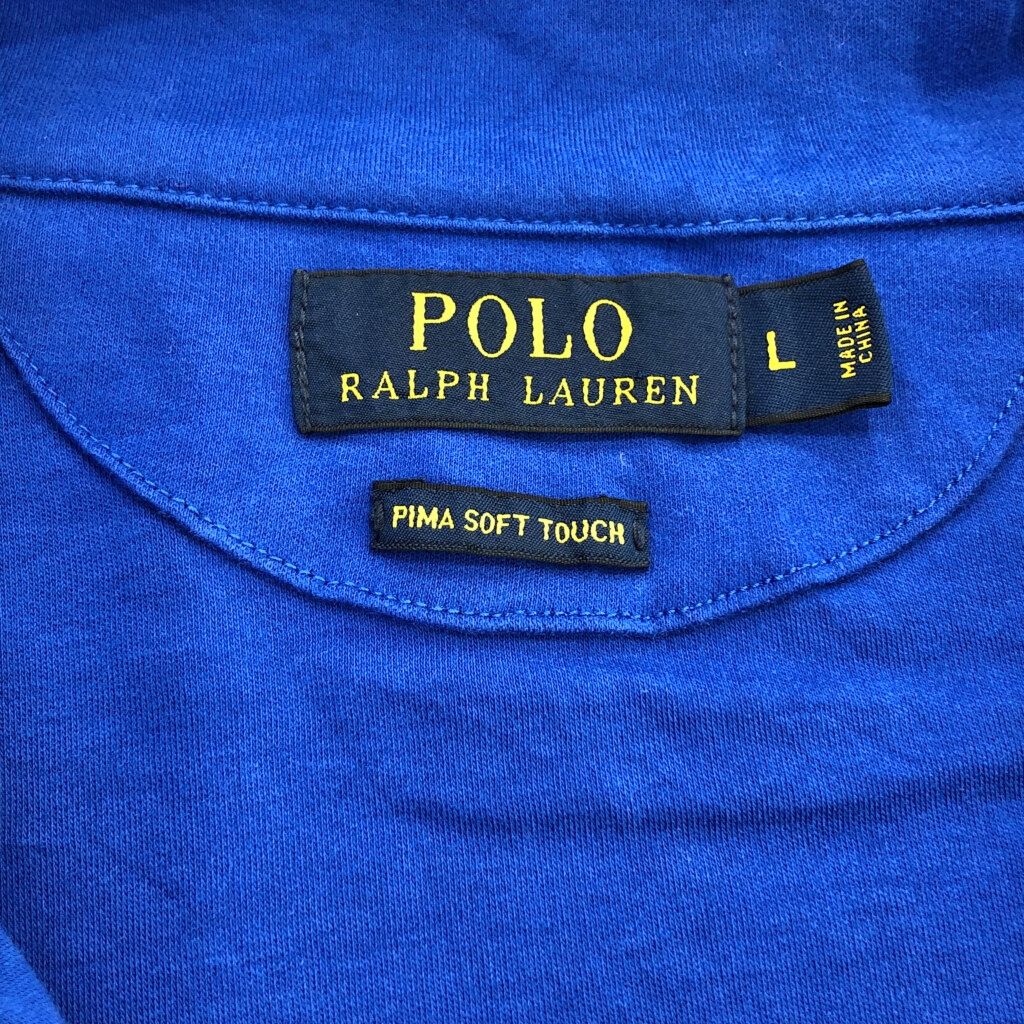 POLO
RALPH LAUREN
L
MADE IN
CHINA
PIMA SOFT TOUCH